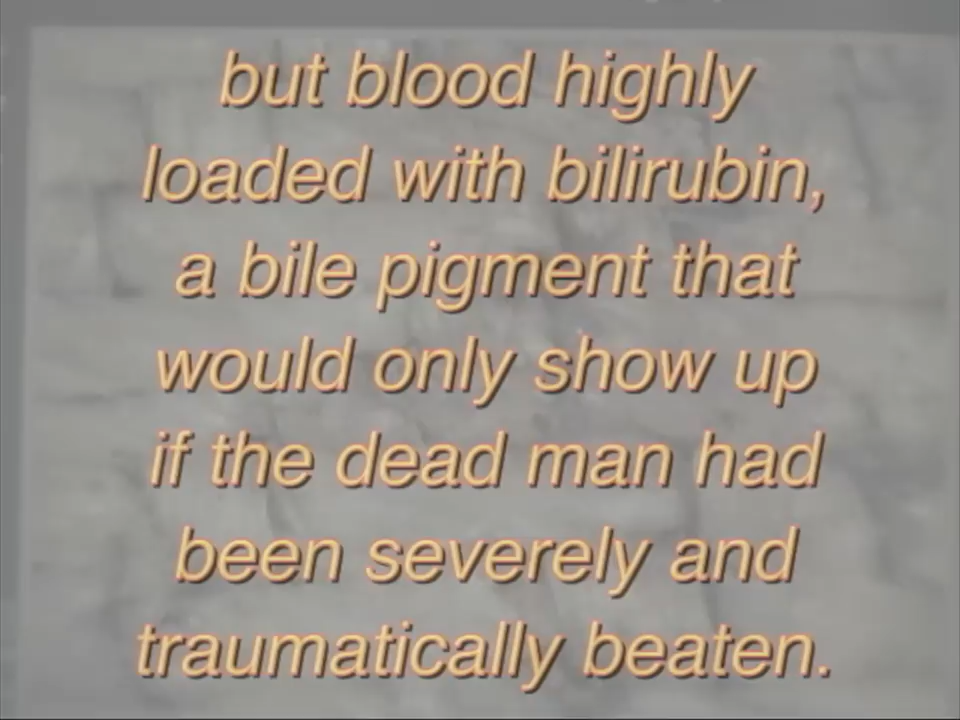 but blood highly
loaded with bilirubin,
a bile pigment that
would only show up
if the dead man had
been severely and
traumatically beaten.